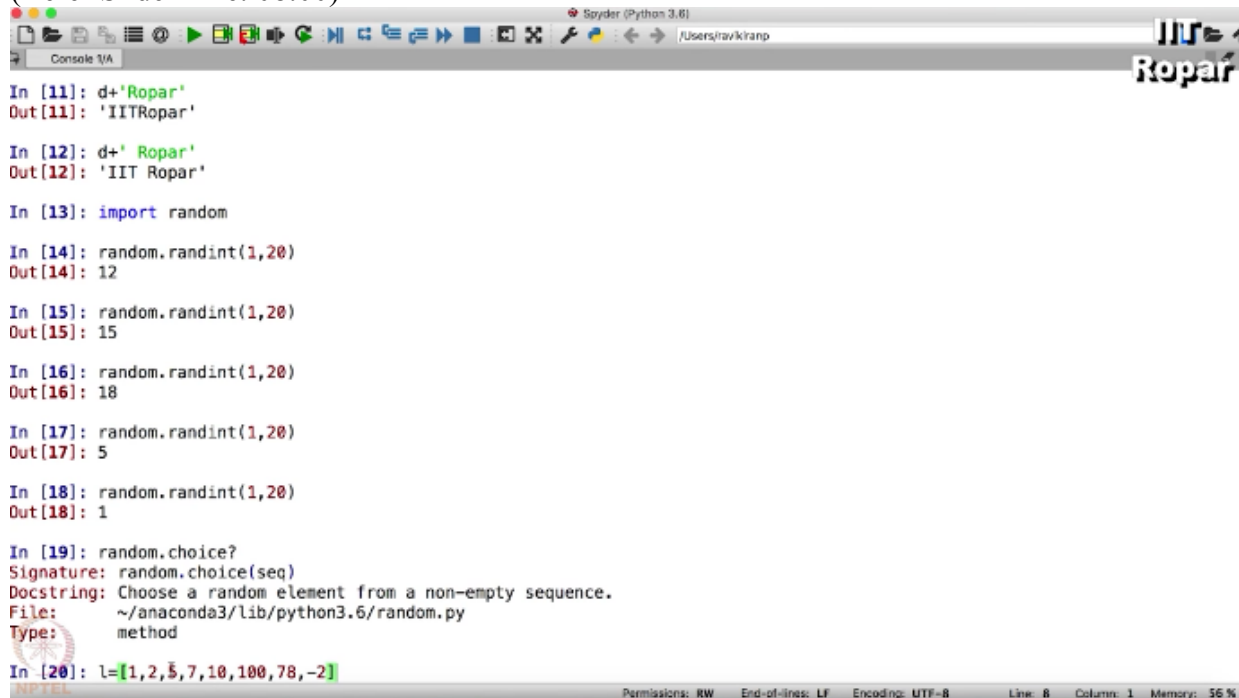 Spyder (Python 3.6)
/Users/ravikiranp
IIT
Ropar
Console 1/A
In [11]: d+'Ropar'
Out[11]: 'IITRopar'
In [12]: d+' Ropar'
Out[12]: 'IIT Ropar'
In [13]: import random
In [14]: random.randint(1,20)
Out[14]: 12
In [15]: random.randint(1,20)
Out[15]: 15
In [16]: random.randint(1,20)
Out[16]: 18
In [17]: random.randint(1,20)
Out[17]: 5
In [18]: random.randint(1,20)
Out[18]: 1
In [19]: random.choice?
Signature: random.choice(seq)
Docstring: Choose a random element from a non-empty sequence.
File: ~/anaconda3/lib/python3.6/random.py
Type: method
In [20]: l=[1,2,5,7,10,100,78,-2]
NPTEL
Permissions: RW End-of-lines: LF Encoding: UTF-8 Line: 8 Column: 1 Memory: 56 %